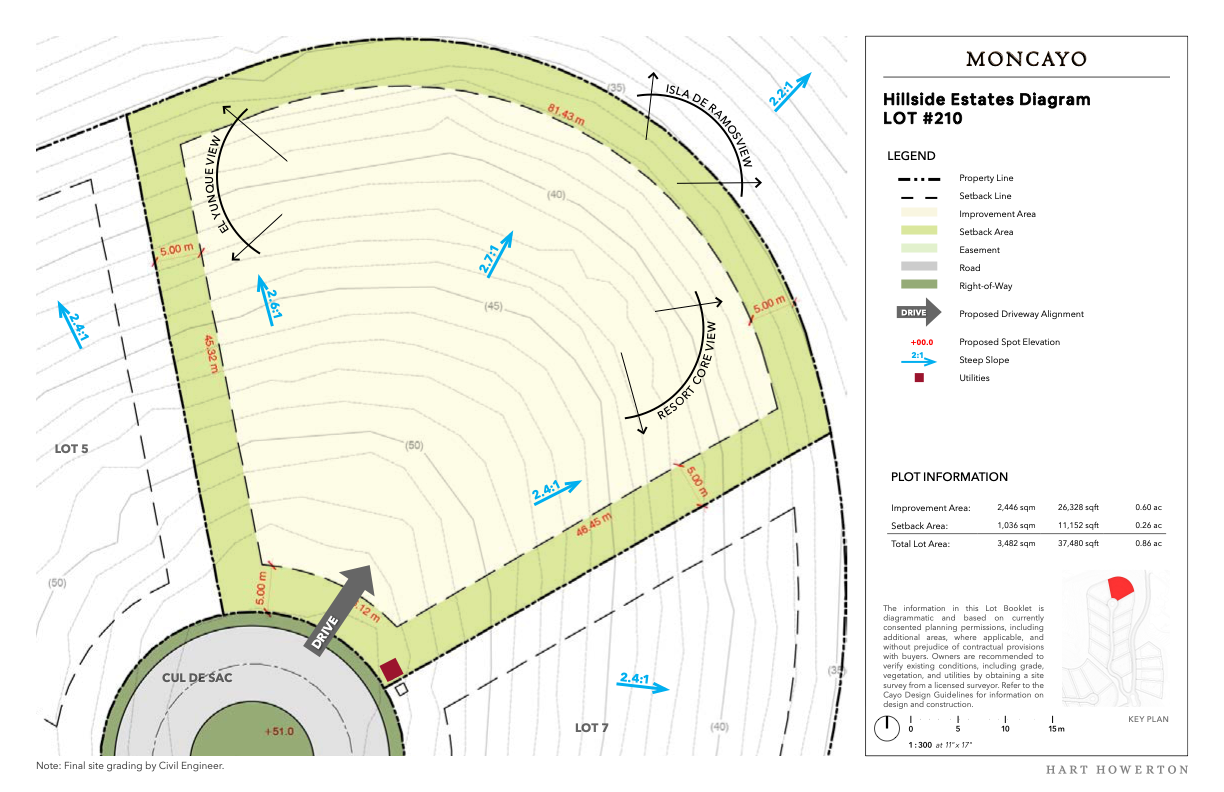 MONCAYO
Hillside Estates Diagram
LOT #210
LEGEND
Property Line
Setback Line
Improvement Area
Setback Area
Easement
Road
Right-of-Way
DRIVE
Proposed Driveway Alignment
+00.0
Proposed Spot Elevation
2:1
Steep Slope
Utilities
PLOT INFORMATION
Improvement Area: 2,446 sqm 26,328 sqft 0.60 ac
Setback Area: 1,036 sqm 11,152 sqft 0.26 ac
Total Lot Area: 3,482 sqm 37,480 sqft 0.86 ac
The information in this Lot Booklet is
diagrammatic and based on currently
consented planning permissions, including
additional areas, where applicable, and
without prejudice of contractual provisions
with buyers. Owners are recommended to
verify existing conditions, including grade,
vegetation, and utilities by obtaining a site
survey from a licensed surveyor. Refer to the
Cayo Design Guidelines for information on
design and construction.
KEY PLAN
0 5 10 15 m
1 : 300 at 11" x 17"
HART HOWERTON
(35)
2.2:1
ISLA DE RAMOSVIEW
81.43 m
EL YUNQUE VIEW
(40)
5.00 m
2.7:1
2.6:1
2.4:1
(45)
5.00 m
45.32 m
RESORT CORE VIEW
LOT 5
(50)
5.00 m
2.4:1
46.45 m
(50)
5.00 m
.12 m
DRIVE
CUL DE SAC
2.4:1
+51.0
LOT 7
(40)
Note: Final site grading by Civil Engineer.